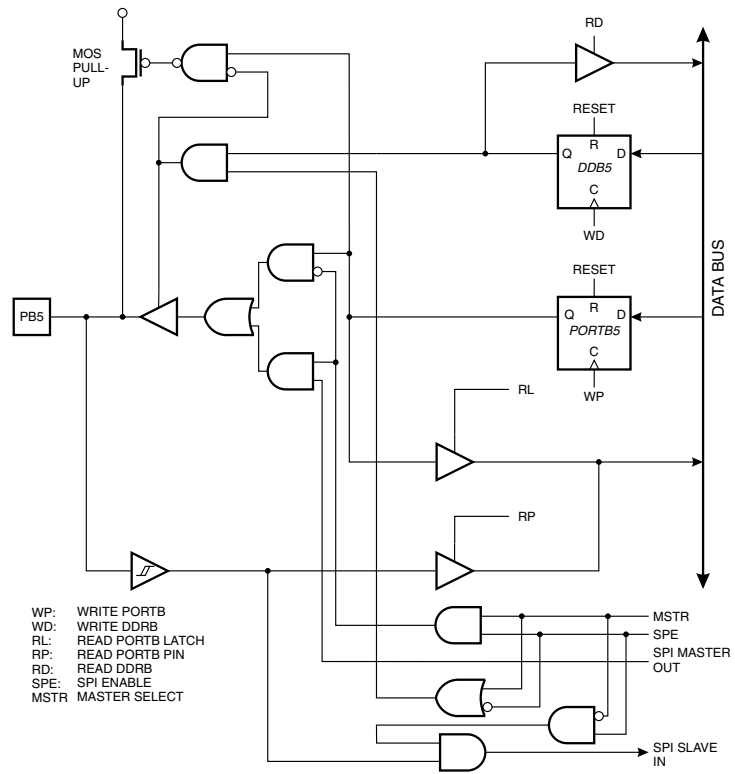 RD
MOS
PULL-
UP
RESET
R
Q
D
DDB5
C
WD
RESET
R
Q
D
PORTB5
C
WP
PB5
DATA BUS
RL
RP
WP: WRITE PORTB
WD: WRITE DDRB
RL: READ PORTB LATCH
RP: READ PORTB PIN
RD: READ DDRB
SPE: SPI ENABLE
MSTR MASTER SELECT
MSTR
SPE
SPI MASTER
OUT
SPI SLAVE
IN